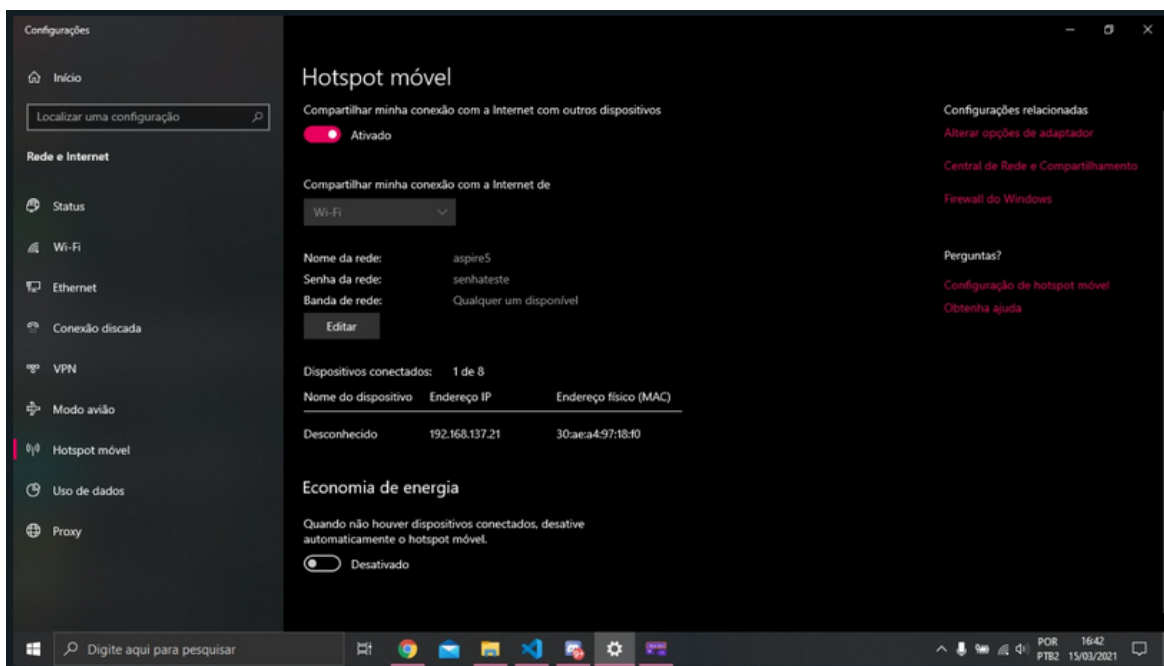 Configurações
Início
Localizar uma configuração
Rede e Internet
Status
Wi-Fi
Ethernet
Conexão discada
VPN
Modo avião
Hotspot móvel
Uso de dados
Proxy
Hotspot móvel
Compartilhar minha conexão com a Internet com outros dispositivos
Ativado
Compartilhar minha conexão com a Internet de
Wi-Fi
Nome da rede: aspire5
Senha da rede: senhateste
Banda de rede: Qualquer um disponível
Editar
Dispositivos conectados: 1 de 8
Nome do dispositivo Endereço IP Endereço físico (MAC)
Desconhecido 192.168.137.21 30:ae:a4:97:18:f0
Economia de energia
Quando não houver dispositivos conectados, desative
automaticamente o hotspot móvel.
Desativado
Configurações relacionadas
Alterar opções de adaptador
Central de Rede e Compartilhamento
Firewall do Windows
Perguntas?
Configuração de hotspot móvel
Obtenha ajuda
Digite aqui para pesquisar
POR 16:42
PTB2 15/03/2021